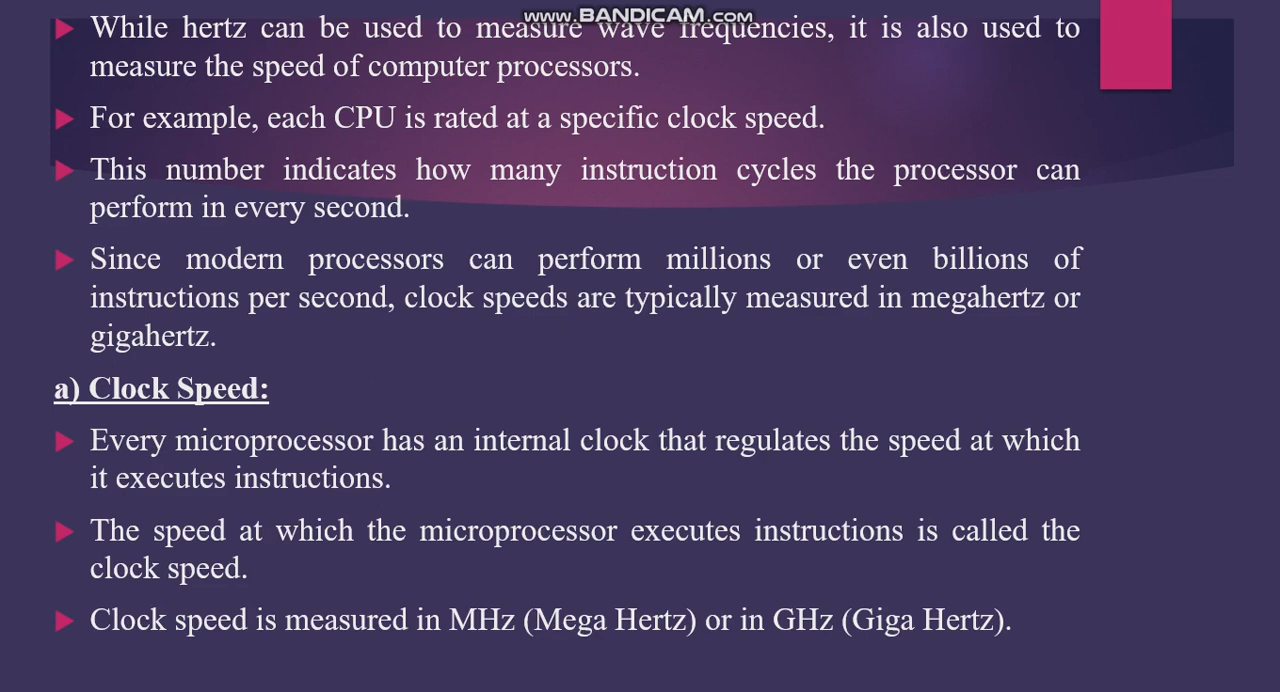 www.BANDICAM.com
While hertz can be used to measure wave frequencies, it is also used to
measure the speed of computer processors.
For example, each CPU is rated at a specific clock speed.
This number indicates how many instruction cycles the processor can
perform in every second.
Since modern processors can perform millions or even billions of
instructions per second, clock speeds are typically measured in megahertz or
gigahertz.
a) Clock Speed:
Every microprocessor has an internal clock that regulates the speed at which
it executes instructions.
The speed at which the microprocessor executes instructions is called the
clock speed.
Clock speed is measured in MHz (Mega Hertz) or in GHz (Giga Hertz).